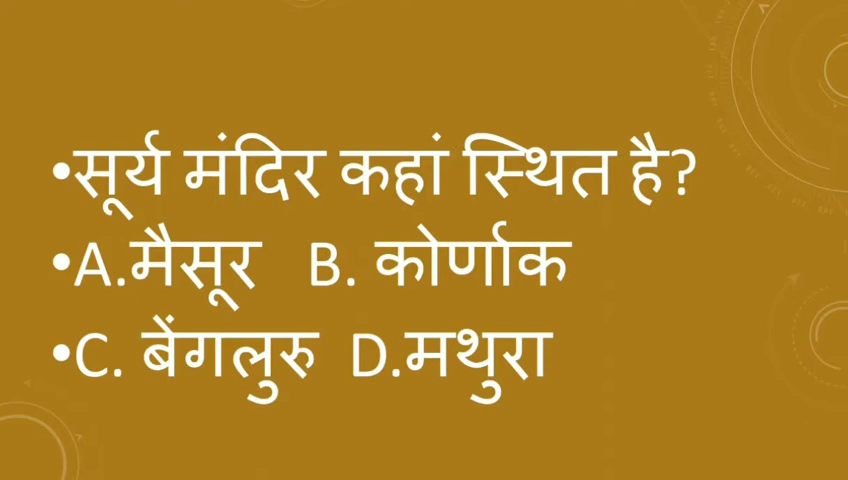 •सूर्य मंदिर कहां स्थित है?
•A.मैसूर B. कोर्णाक
•C. बेंगलुरु D.मथुरा